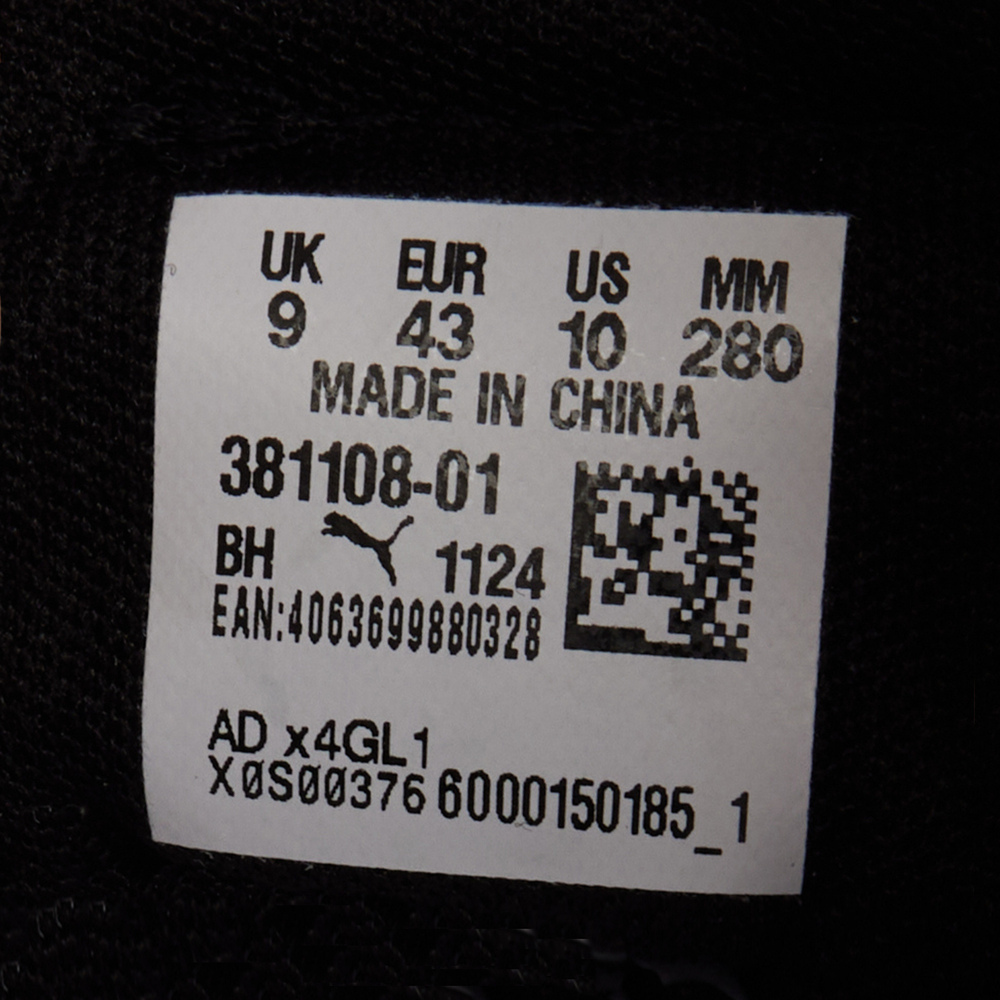 UK EUR US MM
9 43 10 280
MADE IN CHINA
381108-01
BH 1124
EAN:4063699880328
AD x4GL1
XØSØØ376 6000150185_1